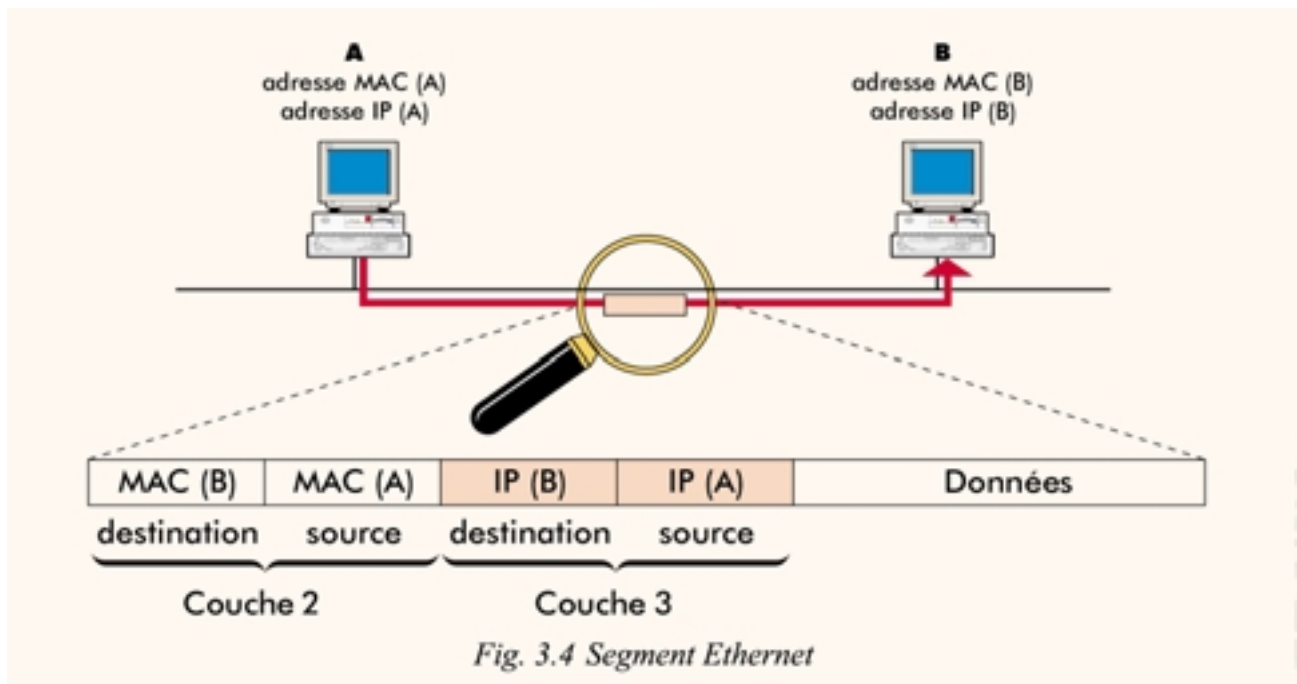 A
adresse MAC (A)
adresse IP (A)
B
adresse MAC (B)
adresse IP (B)
MAC (B) MAC (A) IP (B) IP (A) Données
destination source destination source
Couche 2 Couche 3
Fig. 3.4 Segment Ethernet